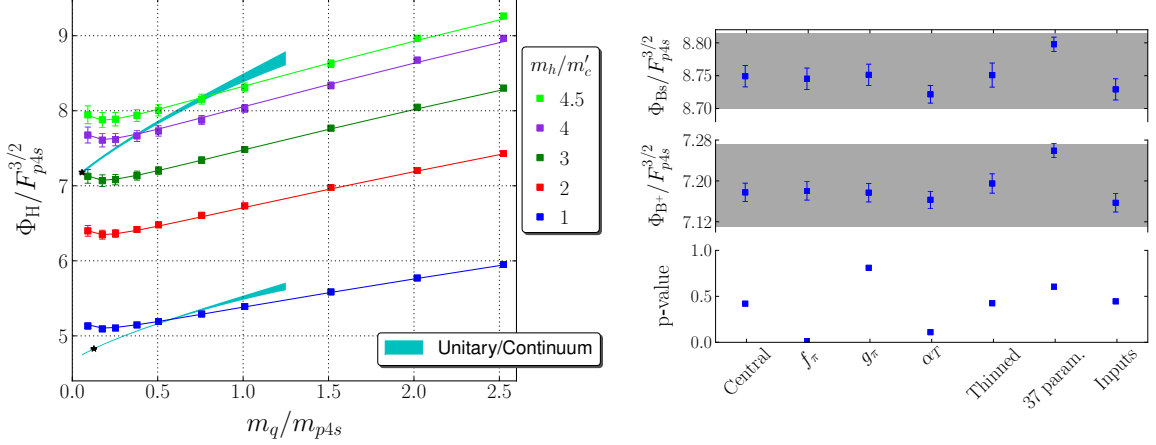 Φ_H/F_{p4s}^{3/2}
9
8
7
6
5
0.0 0.5 1.0 1.5 2.0 2.5
m_q/m_{p4s}
m_h/m'_c
4.5
4
3
2
1
Unitary/Continuum
Φ_{Bs}/F_{p4s}^{3/2}
8.80
8.75
8.70
Φ_{B^+}/F_{p4s}^{3/2}
7.28
7.20
7.12
p-value
1.0
0.5
0.0
Central
f_π
g_π
α_T
Thinned
37 param.
Inputs